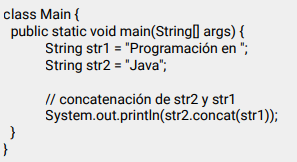 class Main {
public static void main(String[] args) {
String str1 = "Programación en ";
String str2 = "Java";
// concatenación de str2 y str1
System.out.println(str2.concat(str1));
}
}